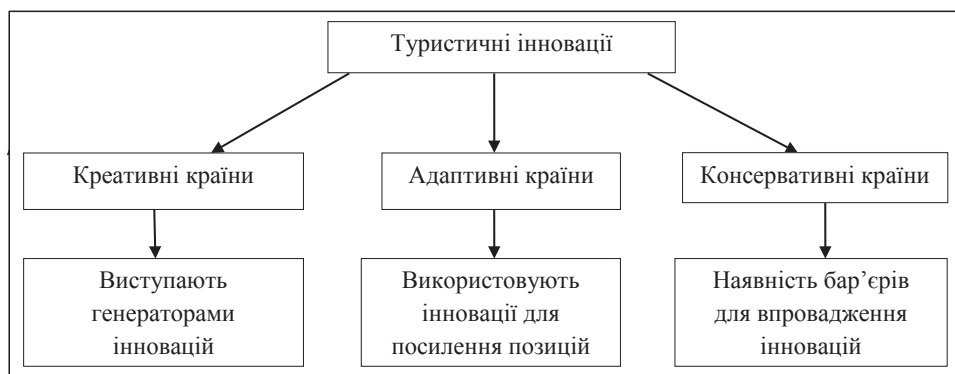 Туристичні інновації
Креативні країни
Адаптивні країни
Консервативні країни
Виступають
генераторами
інновацій
Використовують
інновації для
посилення позицій
Наявність бар’єрів
для впровадження
інновацій